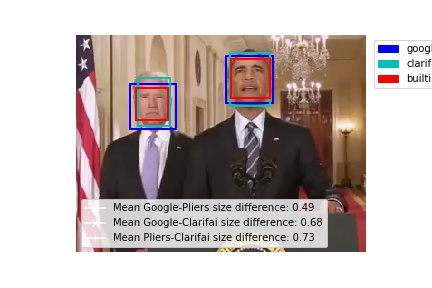 googl
clarifa
builti
Mean Google-Pliers size difference: 0.49
Mean Google-Clarifai size difference: 0.68
Mean Pliers-Clarifai size difference: 0.73